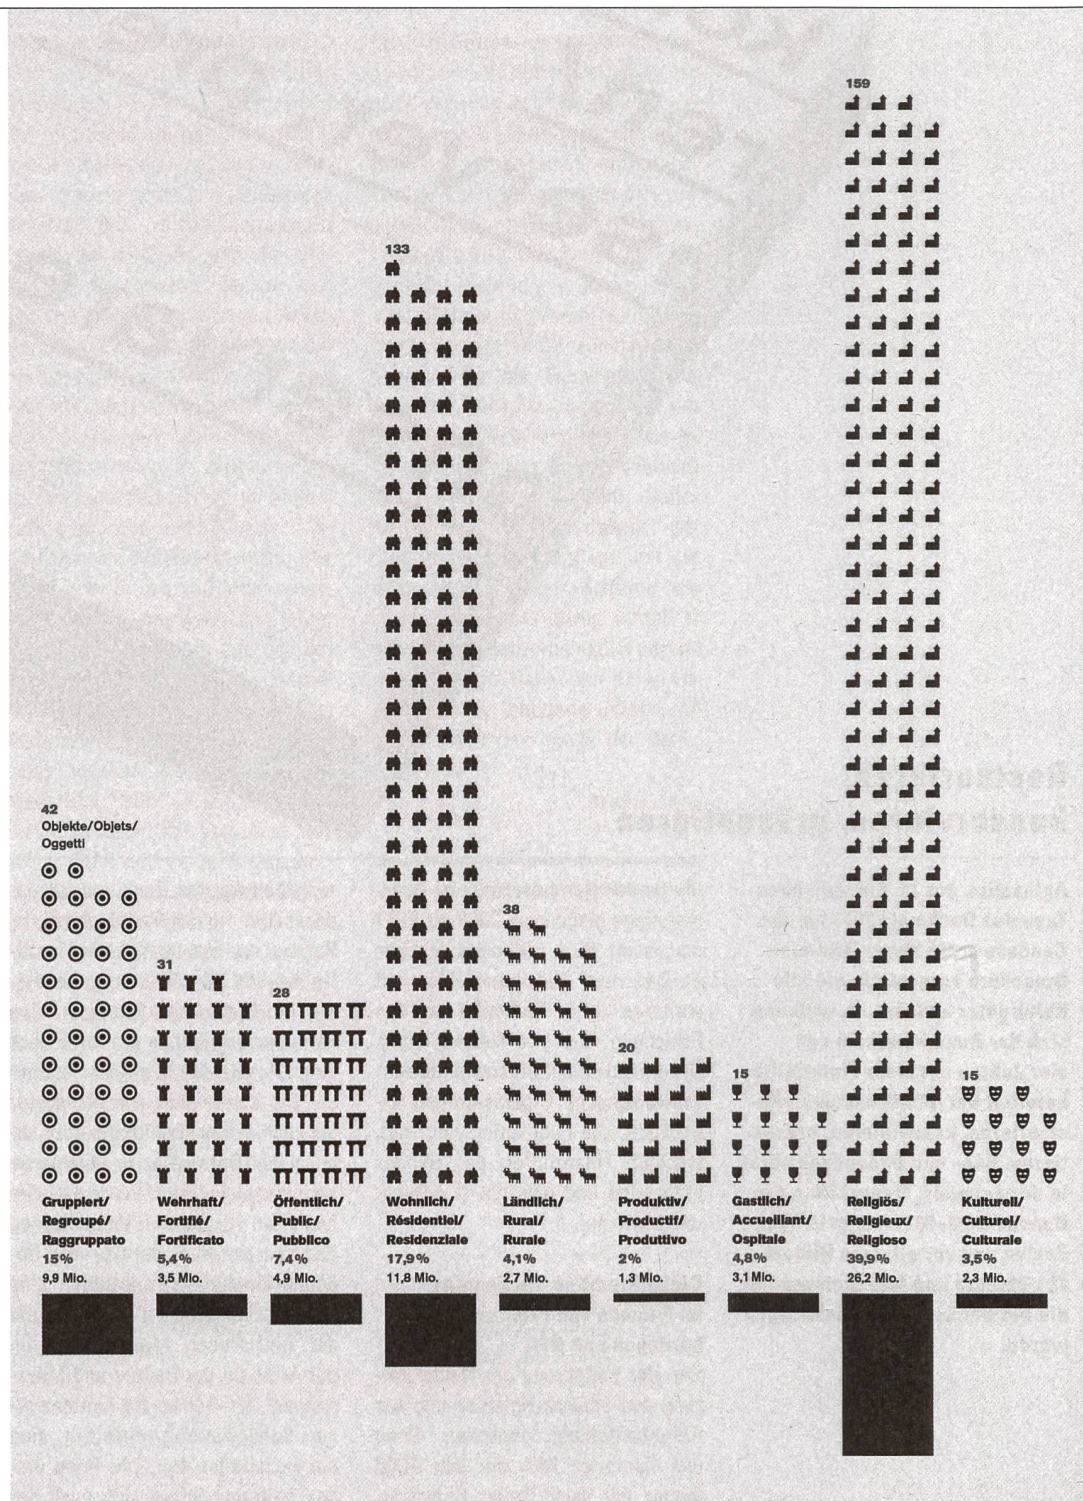 159
133
42
Objekte/Objets/
Oggetti
38
31
28
20
15
15
Gruppiert/
Regroupé/
Raggruppato
15%
9,9 Mio.
Wehrhaft/
Fortifié/
Fortificato
5,4%
3,5 Mio.
Öffentlich/
Public/
Pubblico
7,4%
4,9 Mio.
Wohnlich/
Résidentiel/
Residenziale
17,9%
11,8 Mio.
Ländlich/
Rural/
Rurale
4,1%
2,7 Mio.
Produktiv/
Productif/
Produttivo
2%
1,3 Mio.
Gastlich/
Accueillant/
Ospitale
4,8%
3,1 Mio.
Religiös/
Religieux/
Religioso
39,9%
26,2 Mio.
Kulturell/
Culturel/
Culturale
3,5%
2,3 Mio.